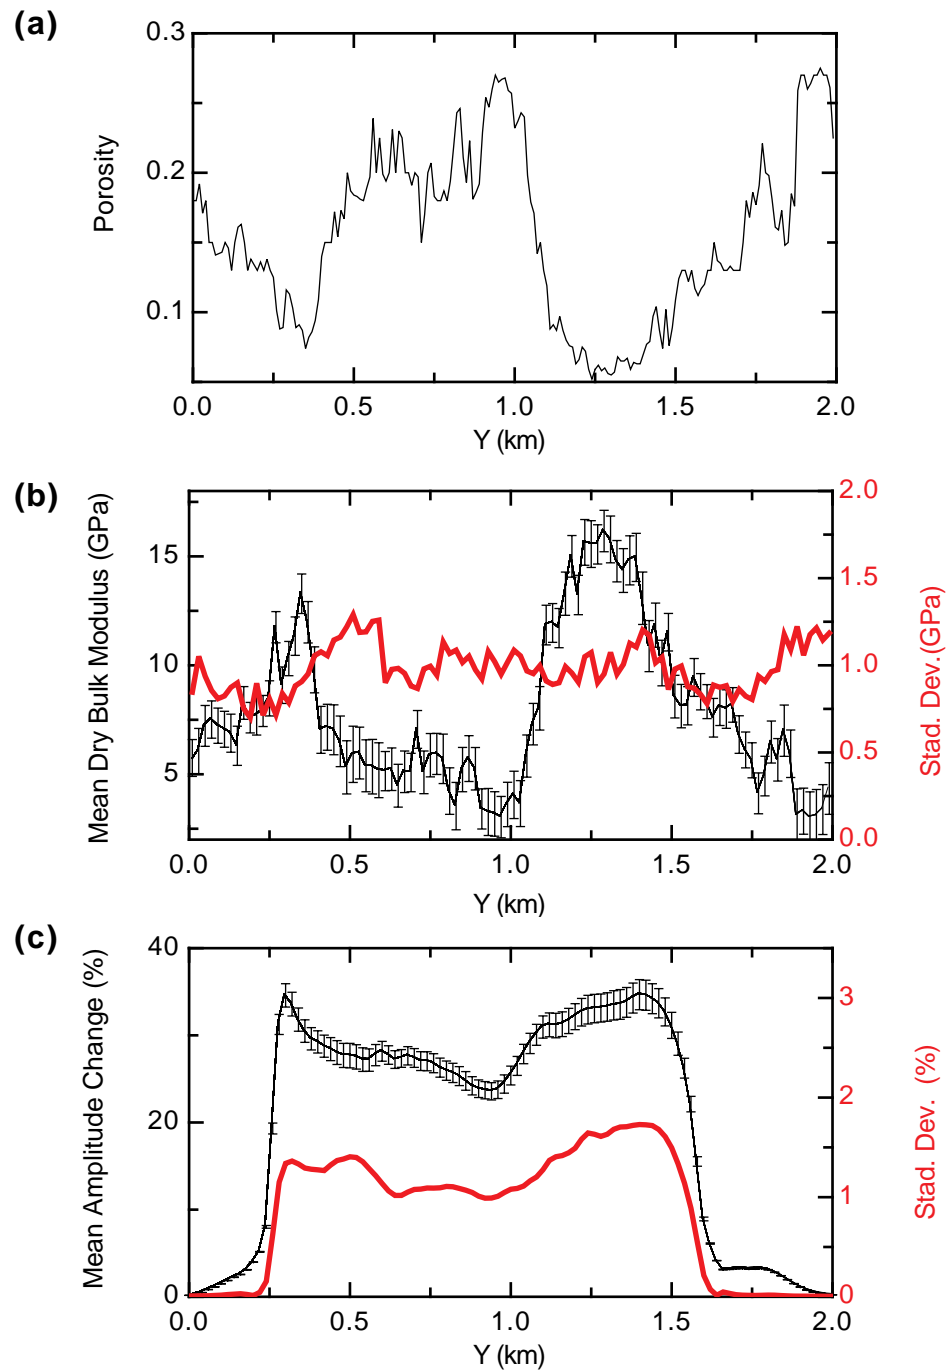 (a)
0.3
0.2
0.1
Porosity
0.0 0.5 1.0 1.5 2.0
Y (km)
(b)
15
10
5
Mean Dry Bulk Modulus (GPa)
2.0
1.5
1.0
0.5
0.0
Stad. Dev.(GPa)
0.0 0.5 1.0 1.5 2.0
Y (km)
(c)
40
20
0
Mean Amplitude Change (%)
3
2
1
0
Stad. Dev. (%)
0.0 0.5 1.0 1.5 2.0
Y (km)